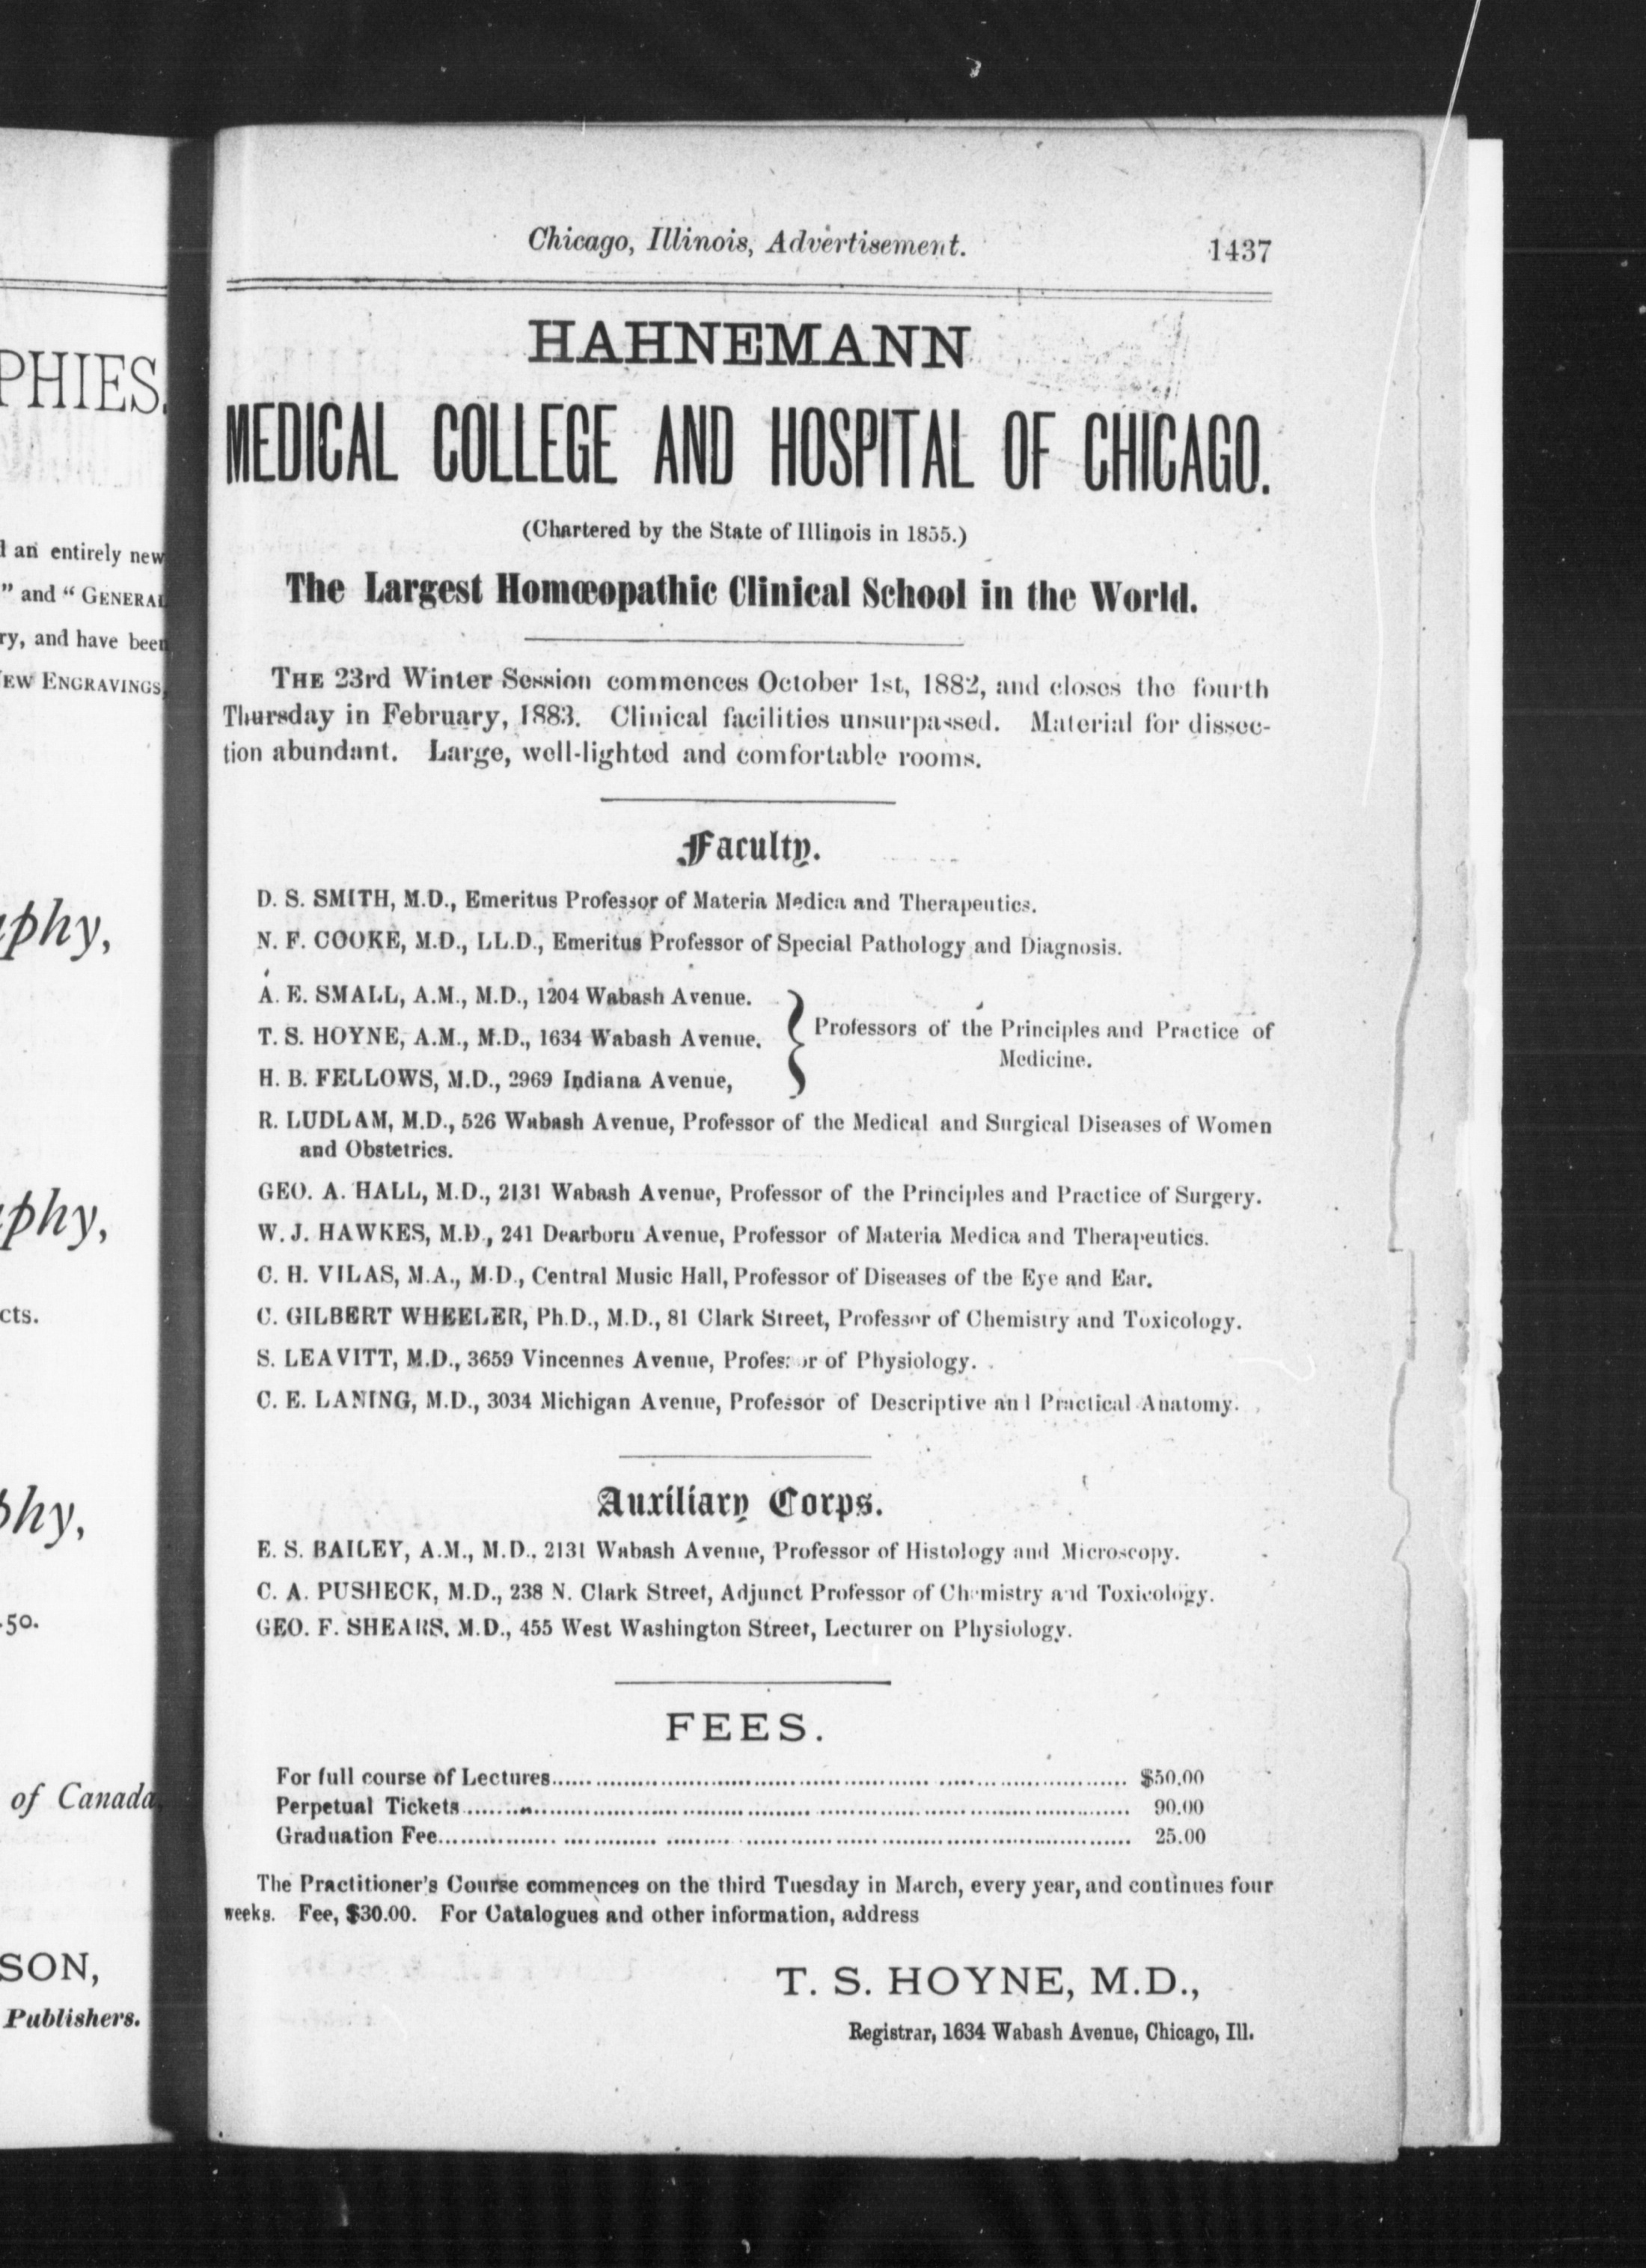 PHIES.
d an entirely new
” and “ GENERAL
ry, and have been
EW ENGRAVINGS,
phy,
phy,
cts.
phy,
.50.
of Canada.
SON,
Publishers.
Chicago, Illinois, Advertisement. 1437
HAHNEMANN
MEDICAL COLLEGE AND HOSPITAL OF CHICAGO.
(Chartered by the State of Illinois in 1855.)
The Largest Homœopathic Clinical School in the World.
THE 23rd Winter Session commences October 1st, 1882, and closes the fourth
Thursday in February, 1883. Clinical facilities unsurpassed. Material for dissec-
tion abundant. Large, well-lighted and comfortable rooms.
Faculty.
D. S. SMITH, M.D., Emeritus Professor of Materia Medica and Therapeutics.
N. F. COOKE, M.D., LL.D., Emeritus Professor of Special Pathology and Diagnosis.
A. E. SMALL, A.M., M.D., 1204 Wabash Avenue.
T. S. HOYNE, A.M., M.D., 1634 Wabash Avenue.
H. B. FELLOWS, M.D., 2969 Indiana Avenue,
Professors of the Principles and Practice of
Medicine.
R. LUDLAM, M.D., 526 Wabash Avenue, Professor of the Medical and Surgical Diseases of Women
and Obstetrics.
GEO. A. HALL, M.D., 2131 Wabash Avenue, Professor of the Principles and Practice of Surgery.
W. J. HAWKES, M.D., 241 Dearborn Avenue, Professor of Materia Medica and Therapeutics.
C. H. VILAS, M.A., M.D., Central Music Hall, Professor of Diseases of the Eye and Ear.
C. GILBERT WHEELER, Ph.D., M.D., 81 Clark Street, Professor of Chemistry and Toxicology.
S. LEAVITT, M.D., 3659 Vincennes Avenue, Professor of Physiology.
C. E. LANING, M.D., 3034 Michigan Avenue, Professor of Descriptive and Practical Anatomy.
Auxiliary Corps.
E. S. BAILEY, A.M., M.D., 2131 Wabash Avenue, Professor of Histology and Microscopy.
C. A. PUSHECK, M.D., 238 N. Clark Street, Adjunct Professor of Chemistry and Toxicology.
GEO. F. SHEARS, M.D., 455 West Washington Street, Lecturer on Physiology.
FEES.
For full course of Lectures.......... $50.00
Perpetual Tickets.......... 90.00
Graduation Fee.......... 25.00
The Practitioner's Course commences on the third Tuesday in March, every year, and continues four
weeks. Fee, $30.00. For Catalogues and other information, address
T. S. HOYNE, M.D.,
Registrar, 1634 Wabash Avenue, Chicago, Ill.